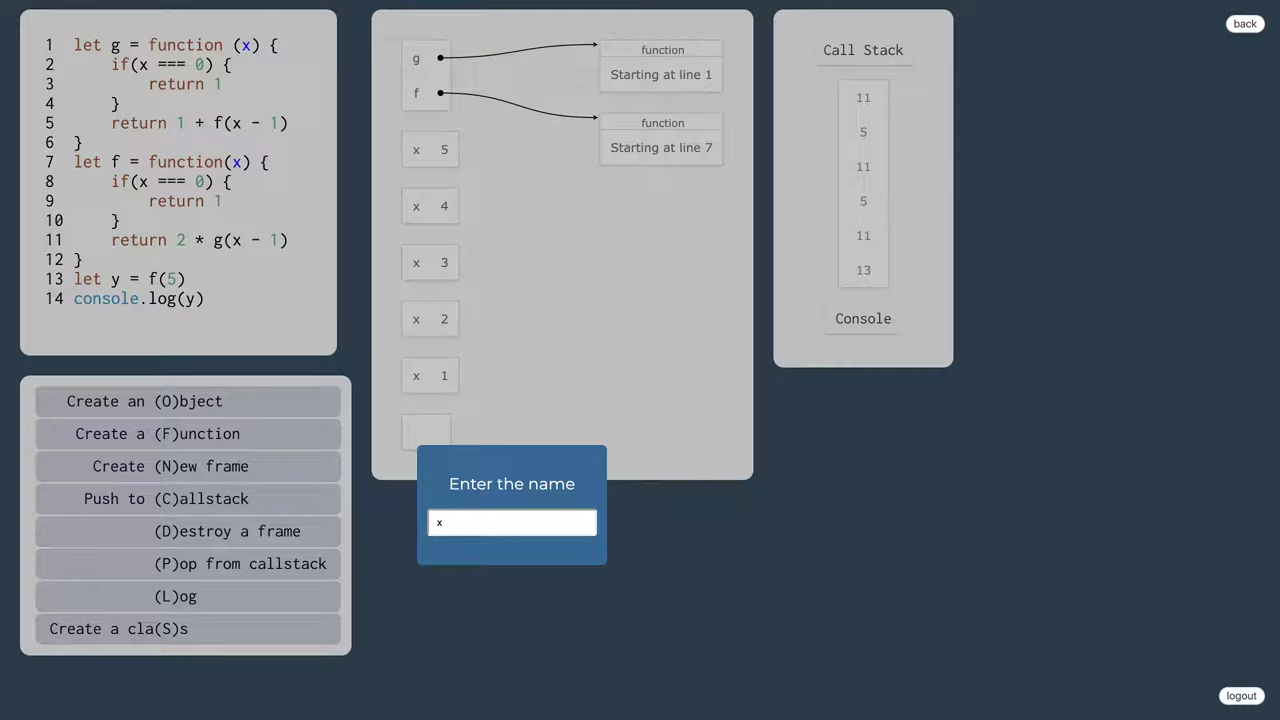 1 let g = function (x) {
2 if(x === 0) {
3 return 1
4 }
5 return 1 + f(x - 1)
6 }
7 let f = function(x) {
8 if(x === 0) {
9 return 1
10 }
11 return 2 * g(x - 1)
12 }
13 let y = f(5)
14 console.log(y)
Create an (O)bject
Create a (F)unction
Create (N)ew frame
Push to (C)allstack
(D)estroy a frame
(P)op from callstack
(L)og
Create a cla(S)s
g
f
function
Starting at line 1
function
Starting at line 7
x 5
x 4
x 3
x 2
x 1
Enter the name
x
Call Stack
11
5
11
5
11
13
Console
back
logout